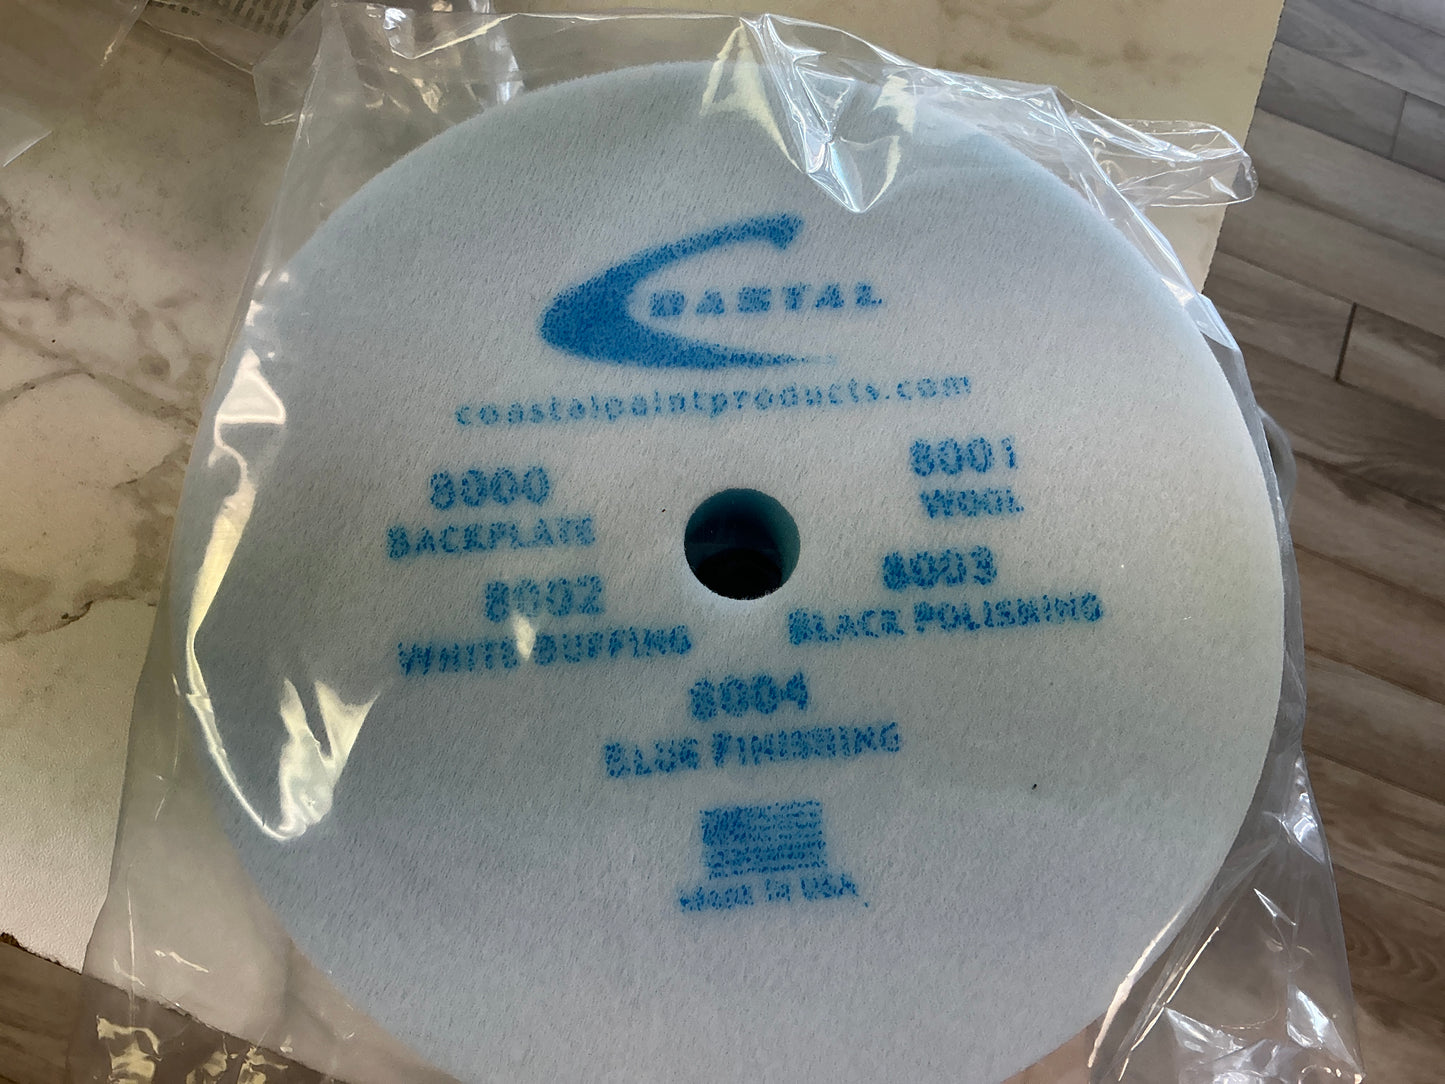 COASTAL
coastalpaintproducts.com
8000
BACKPLATE
8001
WOOL
8002
WHITE BUFFING
8003
BLACK POLISHING
8004
BLUE FINISHING
MADE IN USA